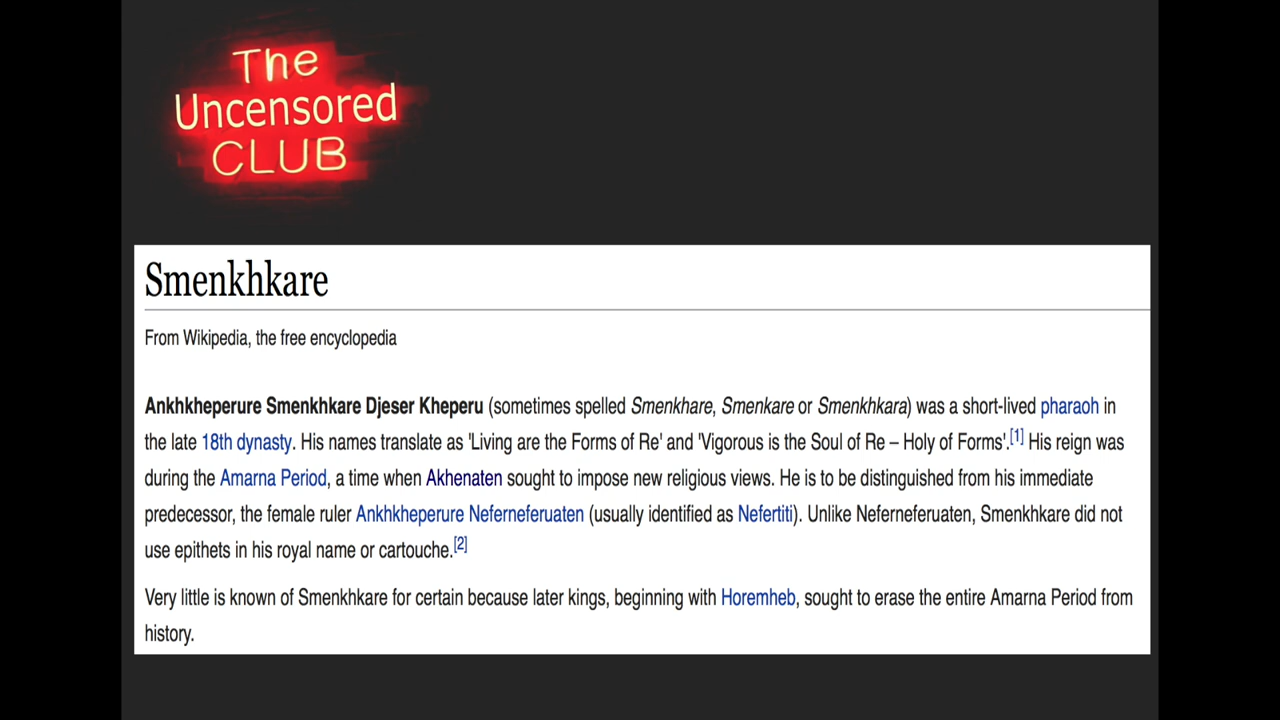 The
Uncensored
CLUB
Smenkhkare
From Wikipedia, the free encyclopedia
Ankhkheperure Smenkhkare Djeser Kheperu (sometimes spelled Smenkhare, Smenkare or Smenkhkara) was a short-lived pharaoh in
the late 18th dynasty. His names translate as 'Living are the Forms of Re' and 'Vigorous is the Soul of Re – Holy of Forms'.[1] His reign was
during the Amarna Period, a time when Akhenaten sought to impose new religious views. He is to be distinguished from his immediate
predecessor, the female ruler Ankhkheperure Neferneferuaten (usually identified as Nefertiti). Unlike Neferneferuaten, Smenkhkare did not
use epithets in his royal name or cartouche.[2]
Very little is known of Smenkhkare for certain because later kings, beginning with Horemheb, sought to erase the entire Amarna Period from
history.